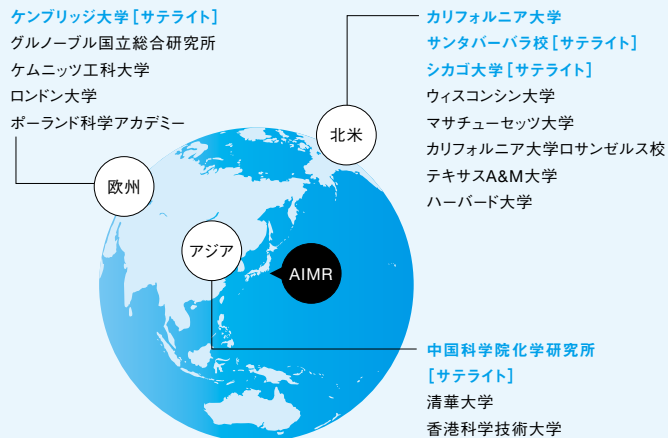 ケンブリッジ大学［サテライト］
グルノーブル国立総合研究所
ケムニッツ工科大学
ロンドン大学
ポーランド科学アカデミー
欧州
カリフォルニア大学
サンタバーバラ校［サテライト］
シカゴ大学［サテライト］
ウィスコンシン大学
マサチューセッツ大学
カリフォルニア大学ロサンゼルス校
テキサスA&M大学
ハーバード大学
北米
アジア
AIMR
中国科学院化学研究所
［サテライト］
清華大学
香港科学技術大学